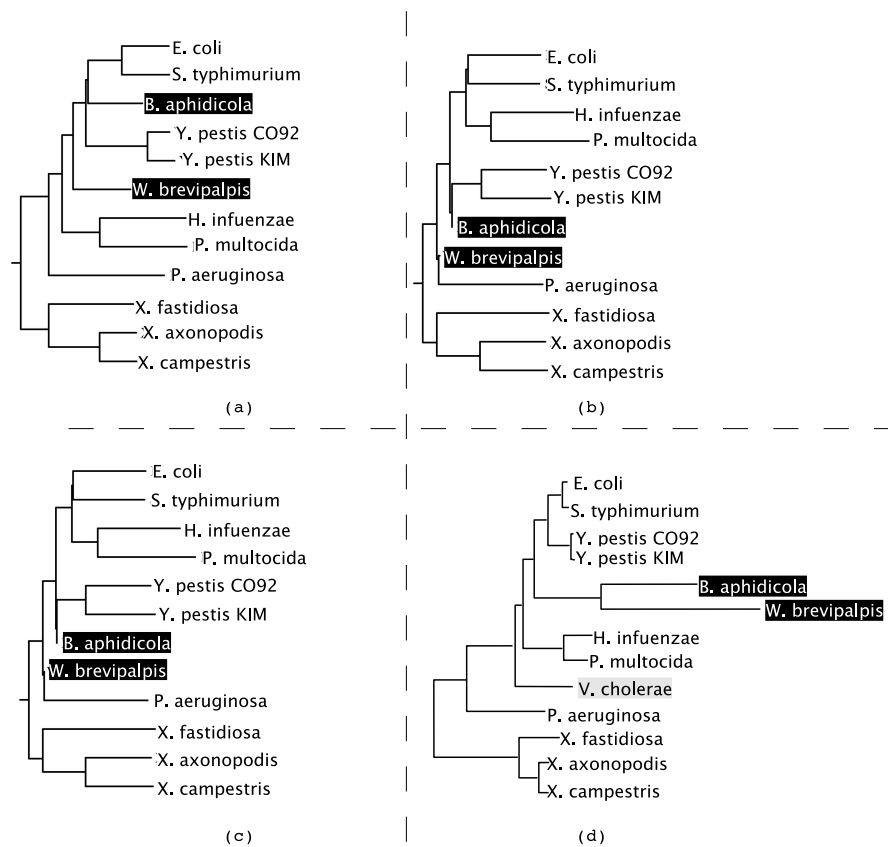 E. coli
S. typhimurium
B. aphidicola
Y. pestis CO92
Y. pestis KIM
W. brevipalpis
H. infuenzae
P. multocida
P. aeruginosa
X. fastidiosa
X. axonopodis
X. campestris
(a)
E. coli
S. typhimurium
H. infuenzae
P. multocida
Y. pestis CO92
Y. pestis KIM
B. aphidicola
W. brevipalpis
P. aeruginosa
X. fastidiosa
X. axonopodis
X. campestris
(b)
E. coli
S. typhimurium
H. infuenzae
P. multocida
Y. pestis CO92
Y. pestis KIM
B. aphidicola
W. brevipalpis
P. aeruginosa
X. fastidiosa
X. axonopodis
X. campestris
(c)
E. coli
S. typhimurium
Y. pestis CO92
Y. pestis KIM
B. aphidicola
W. brevipalpis
H. infuenzae
P. multocida
V. cholerae
P. aeruginosa
X. fastidiosa
X. axonopodis
X. campestris
(d)